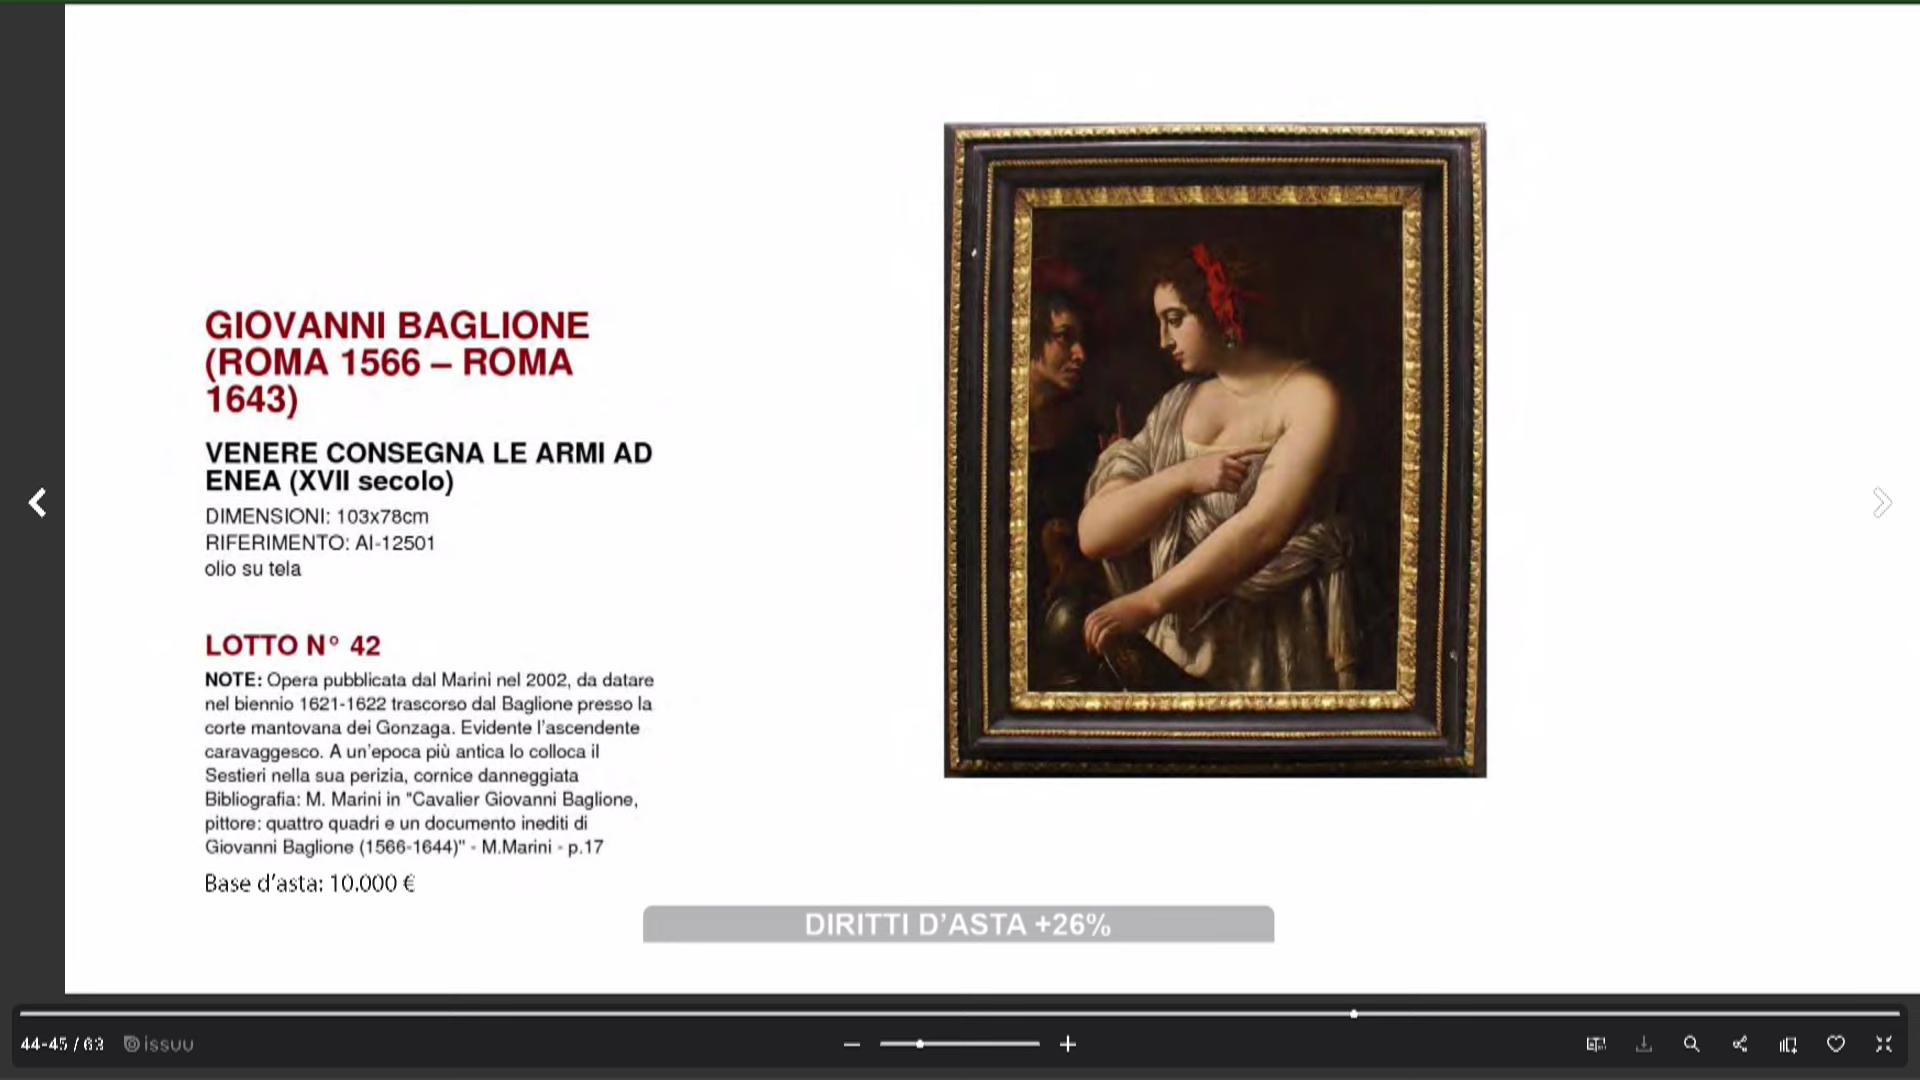 GIOVANNI BAGLIONE
(ROMA 1566 – ROMA
1643)
VENERE CONSEGNA LE ARMI AD
ENEA (XVII secolo)
DIMENSIONI: 103x78cm
RIFERIMENTO: AI-12501
olio su tela
LOTTO N° 42
NOTE: Opera pubblicata dal Marini nel 2002, da datare
nel biennio 1621-1622 trascorso dal Baglione presso la
corte mantovana dei Gonzaga. Evidente l'ascendente
caravaggesco. A un'epoca più antica lo colloca il
Sestieri nella sua perizia, cornice danneggiata
Bibliografia: M. Marini in "Cavalier Giovanni Baglione,
pittore: quattro quadri e un documento inediti di
Giovanni Baglione (1566-1644)" - M.Marini - p.17
Base d'asta: 10.000 €
DIRITTI D'ASTA +26%
44-45 / 63 issuu